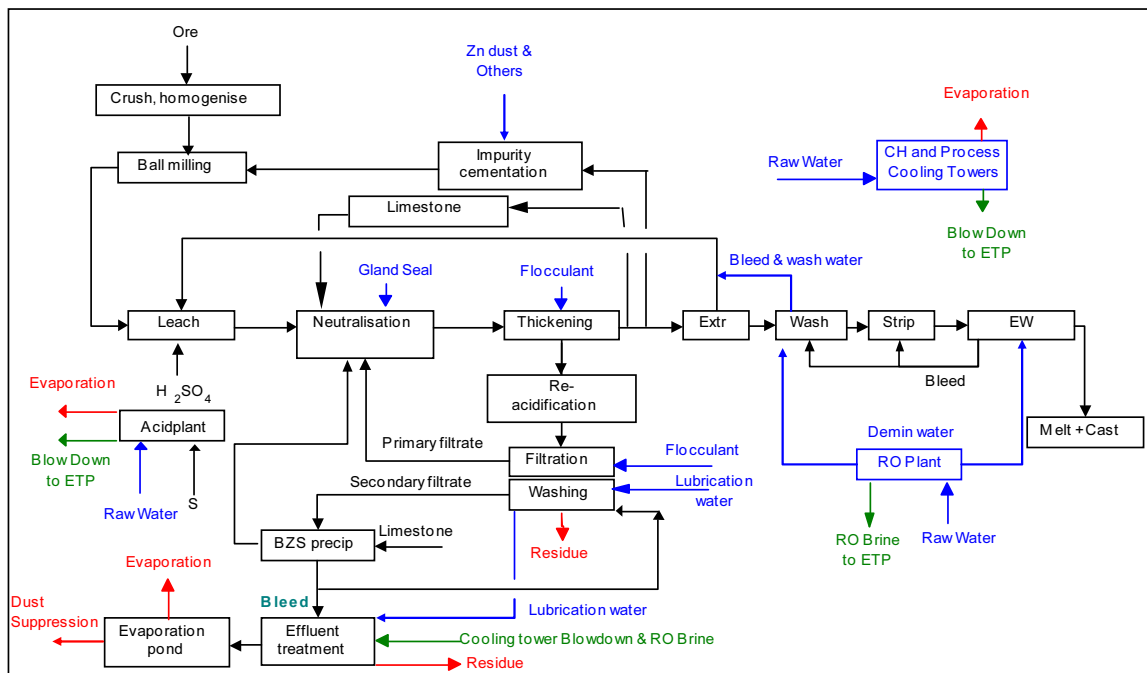 Ore
Zn dust &
Others
Crush, homogenise
Evaporation
Ball milling
Impurity
cementation
Raw Water
CH and Process
Cooling Towers
Limestone
Blow Down
to ETP
Bleed & wash water
Gland Seal
Flocculant
Leach
Neutralisation
Thickening
Extr
Wash
Strip
EW
H 2SO4
Evaporation
Re-
acidification
Bleed
Acidplant
Melt +Cast
Primary filtrate
Demin water
Blow Down
to ETP
Filtration
Flocculant
RO Plant
Secondary filtrate
Washing
Lubrication
water
S
Raw Water
Limestone
BZS precip
Residue
RO Brine
to ETP
Raw Water
Evaporation
Bleed
Dust
Suppression
Lubrication water
Evaporation
pond
Effluent
treatment
Cooling tower Blowdown & RO Brine
Residue